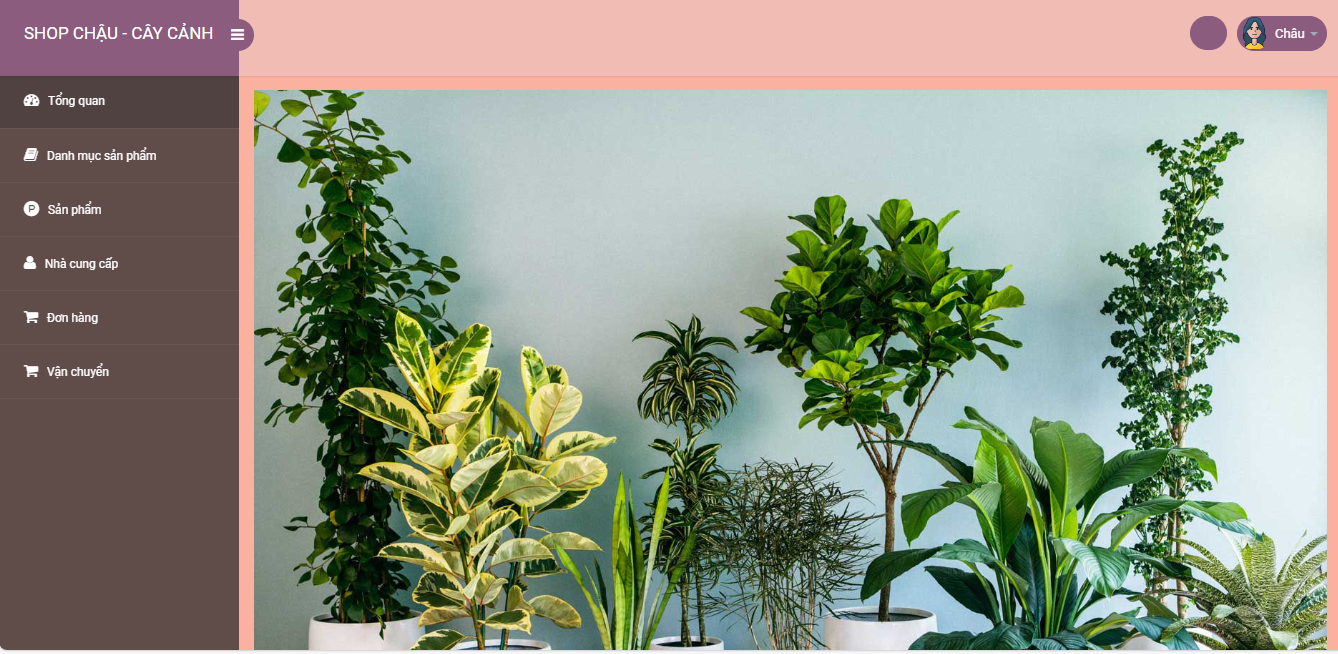 SHOP CHẬU - CÂY CẢNH
Châu
Tổng quan
Danh mục sản phẩm
P
Sản phẩm
Nhà cung cấp
Đơn hàng
Vận chuyển